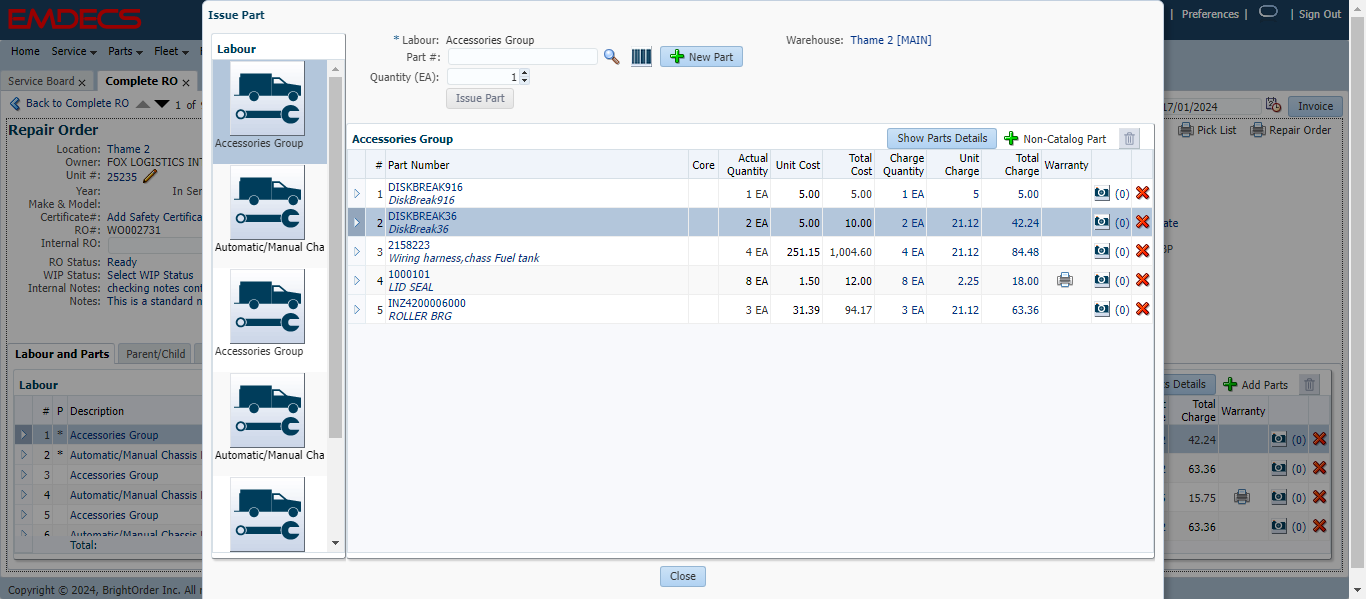 EMDECS
| Preferences | | Sign Out
Home Service Parts Fleet
Service Board x Complete RO x
Back to Complete RO 1 of
17/01/2024 Invoice
Pick List Repair Order
Repair Order
Location: Thame 2
Owner: FOX LOGISTICS INT
Unit #: 25235
Year: In Ser
Make & Model:
Certificate#: Add Safety Certifica
RO#: WO002731
Internal RO:
RO Status: Ready
WIP Status: Select WIP Status
Internal Notes: checking notes cont
Notes: This is a standard n
Labour and Parts Parent/Child
Labour
# P Description
1 * Accessories Group
2 * Automatic/Manual Chassis
3 Accessories Group
4 Automatic/Manual Chassis
5 Accessories Group
6 Automatic/Manual Chassis
Total:
Copyright © 2024, BrightOrder Inc. All
Issue Part
Labour
Accessories Group
Automatic/Manual Cha
Accessories Group
Automatic/Manual Cha
* Labour: Accessories Group
Warehouse: Thame 2 [MAIN]
Part #: New Part
Quantity (EA): 1
Issue Part
Accessories Group Show Parts Details Non-Catalog Part
# Part Number Core Actual Quantity Unit Cost Total Cost Charge Quantity Unit Charge Total Charge Warranty
1 DISKBREAK916 1 EA 5.00 5.00 1 EA 5 5.00 (0)
DiskBreak916
2 DISKBREAK36 2 EA 5.00 10.00 2 EA 21.12 42.24 (0)
DiskBreak36
3 2158223 4 EA 251.15 1,004.60 4 EA 21.12 84.48 (0)
Wiring harness,chass Fuel tank
4 1000101 8 EA 1.50 12.00 8 EA 2.25 18.00 (0)
LID SEAL
5 INZ4200006000 3 EA 31.39 94.17 3 EA 21.12 63.36 (0)
ROLLER BRG
Close
ate
s Details Add Parts
Total Charge Warranty
42.24 (0)
63.36 (0)
15.75 (0)
63.36 (0)